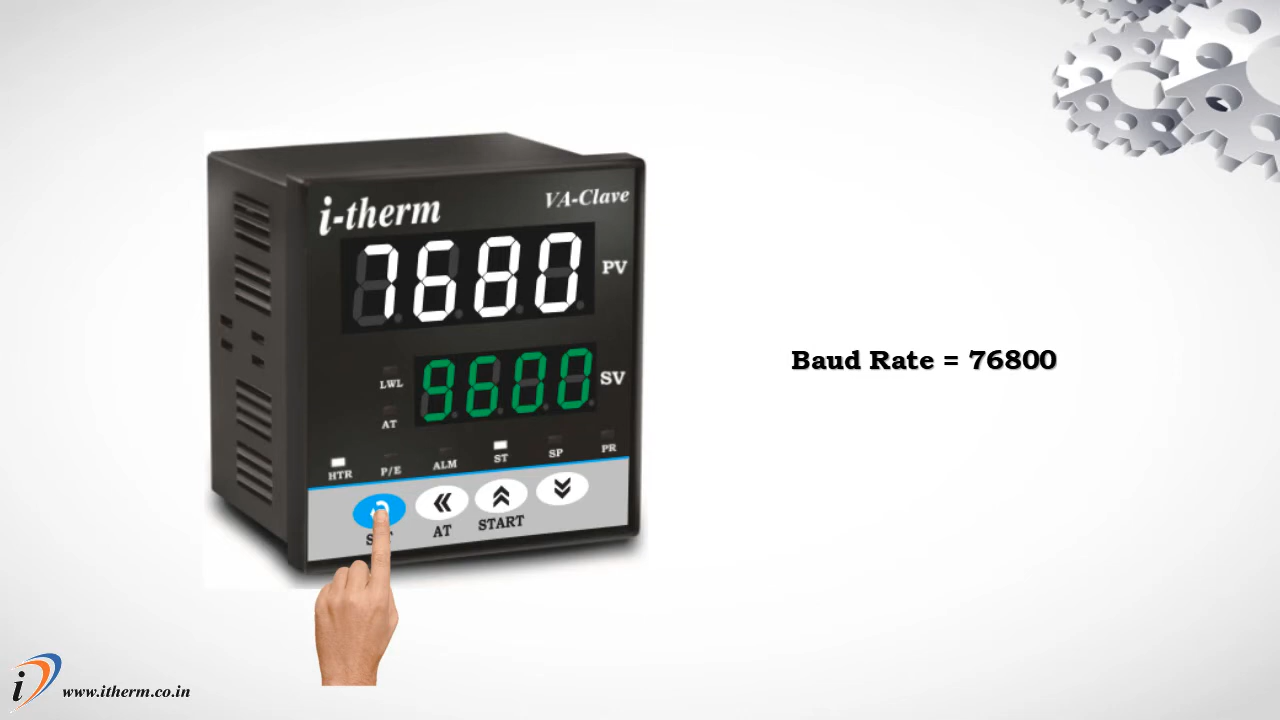 i-therm
VA-Clave
7680
PV
9600
SV
LWL
AT
HTR
P/E
ALM
ST
SP
PR
AT
START
Baud Rate = 76800
i
www.itherm.co.in